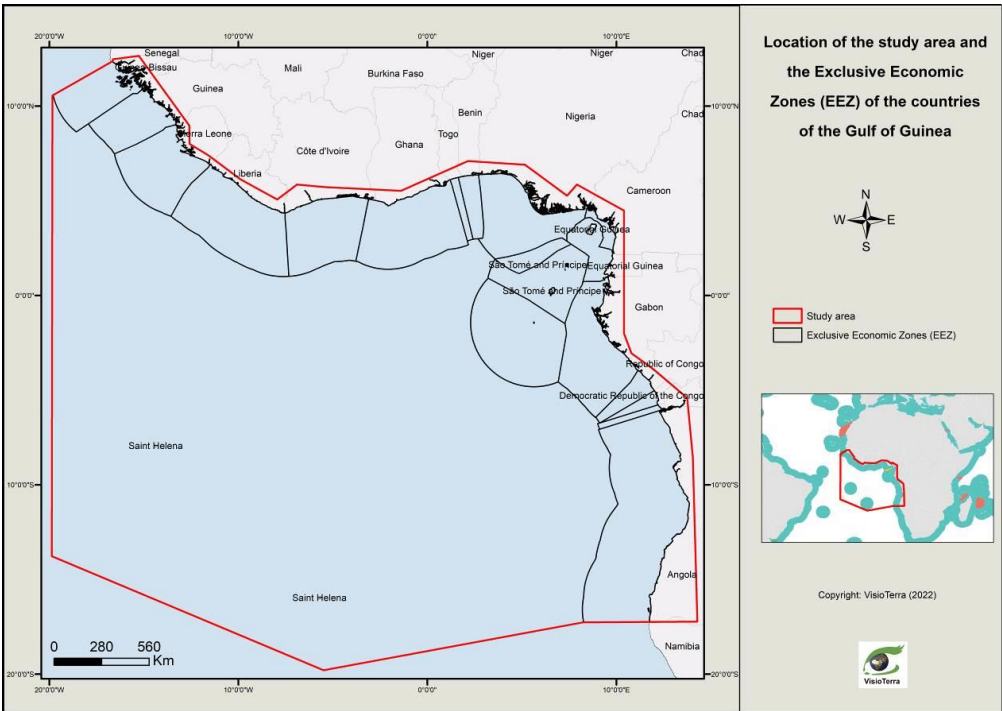 20°0'0"W
10°0'0"W
0°0'0"
10°0'0"E
Senegal
Guinea Bissau
Guinea
Mali
Burkina Faso
Niger
Niger
Chad
Benin
Nigeria
Chad
10°0'0"N
10°0'0"N
Sierra Leone
Côte d'Ivoire
Ghana
Togo
Liberia
Cameroon
Equatorial Guinea
São Tomé and Príncipe
Equatorial Guinea
São Tomé and Príncipe
0°0'0"
0°0'0"
Gabon
Republic of Congo
Democratic Republic of the Congo
Saint Helena
10°0'0"S
10°0'0"S
Angola
Saint Helena
Namibia
0 280 560
Km
20°0'0"S
20°0'0"S
20°0'0"W
10°0'0"W
0°0'0"
10°0'0"E
Location of the study area and
the Exclusive Economic
Zones (EEZ) of the countries
of the Gulf of Guinea
N
W E
S
Study area
Exclusive Economic Zones (EEZ)
Copyright: VisioTerra (2022)
VisioTerra